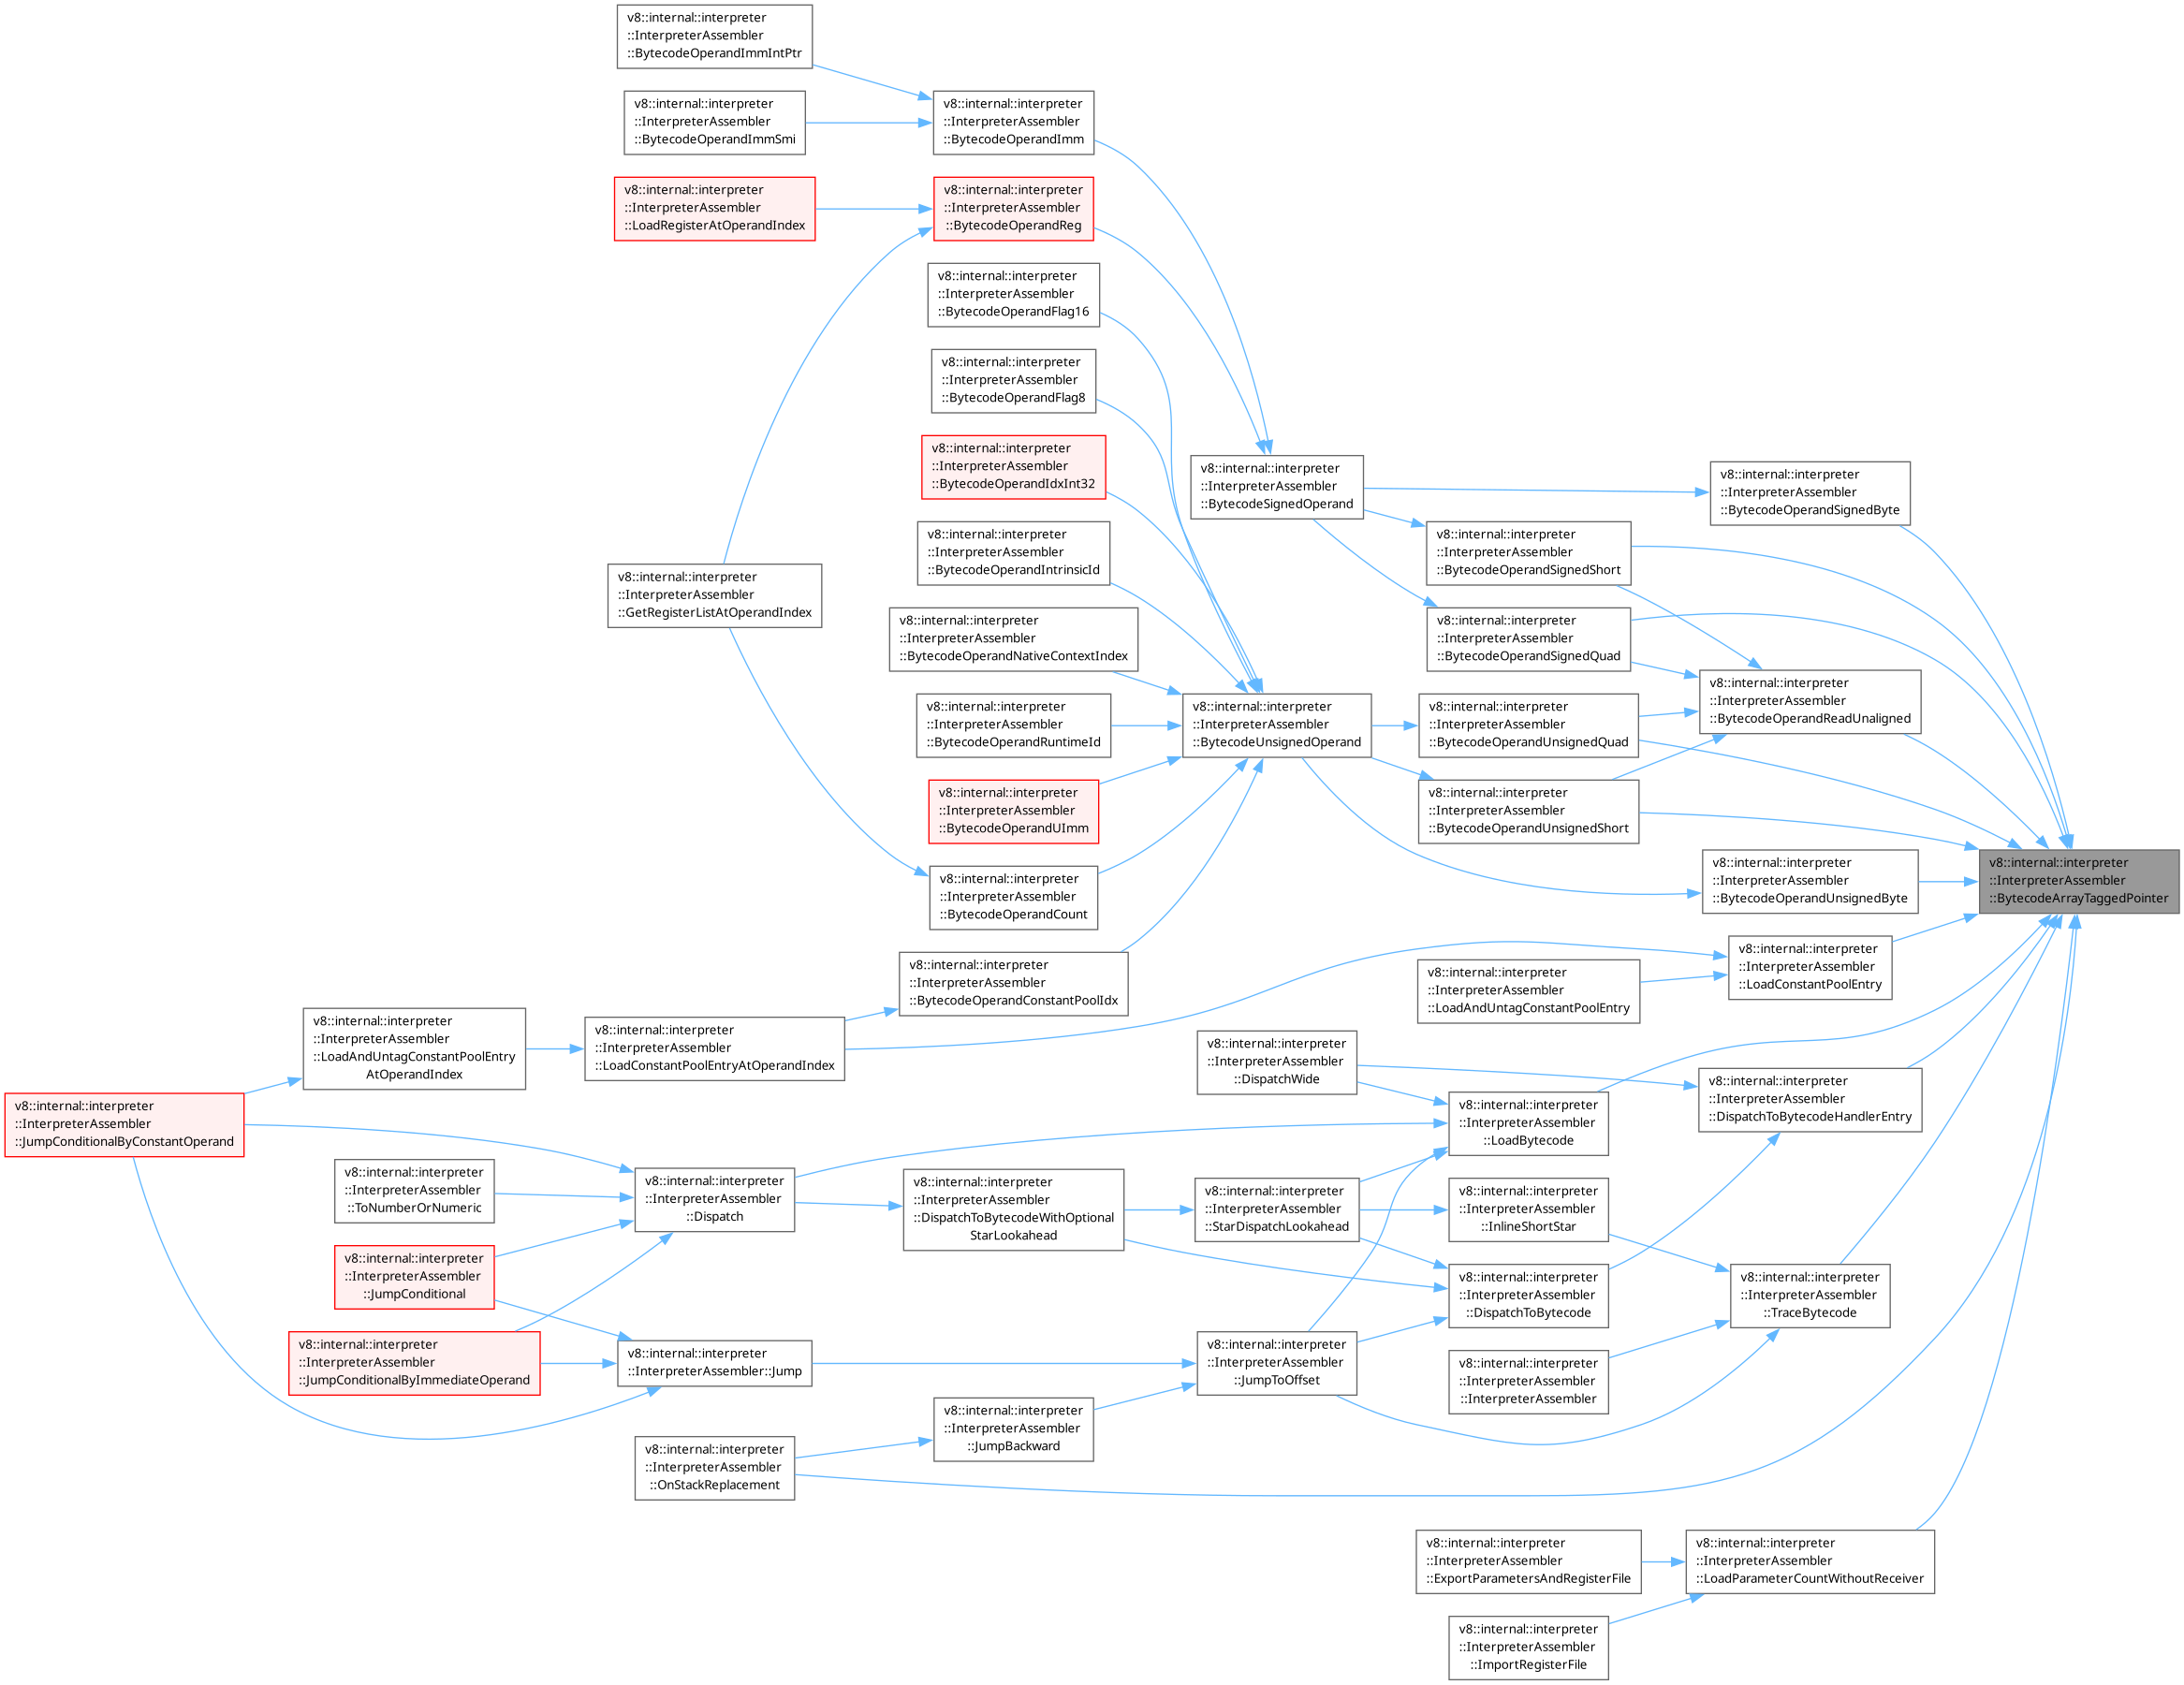 v8::internal::interpreter
::InterpreterAssembler
::BytecodeOperandImmIntPtr
v8::internal::interpreter
::InterpreterAssembler
::BytecodeOperandImmSmi
v8::internal::interpreter
::InterpreterAssembler
::BytecodeOperandImm
v8::internal::interpreter
::InterpreterAssembler
::LoadRegisterAtOperandIndex
v8::internal::interpreter
::InterpreterAssembler
::BytecodeOperandReg
v8::internal::interpreter
::InterpreterAssembler
::BytecodeOperandFlag16
v8::internal::interpreter
::InterpreterAssembler
::BytecodeOperandFlag8
v8::internal::interpreter
::InterpreterAssembler
::BytecodeOperandIdxInt32
v8::internal::interpreter
::InterpreterAssembler
::BytecodeSignedOperand
v8::internal::interpreter
::InterpreterAssembler
::BytecodeOperandSignedByte
v8::internal::interpreter
::InterpreterAssembler
::BytecodeOperandIntrinsicId
v8::internal::interpreter
::InterpreterAssembler
::BytecodeOperandSignedShort
v8::internal::interpreter
::InterpreterAssembler
::GetRegisterListAtOperandIndex
v8::internal::interpreter
::InterpreterAssembler
::BytecodeOperandNativeContextIndex
v8::internal::interpreter
::InterpreterAssembler
::BytecodeOperandSignedQuad
v8::internal::interpreter
::InterpreterAssembler
::BytecodeOperandReadUnaligned
v8::internal::interpreter
::InterpreterAssembler
::BytecodeOperandRuntimeId
v8::internal::interpreter
::InterpreterAssembler
::BytecodeUnsignedOperand
v8::internal::interpreter
::InterpreterAssembler
::BytecodeOperandUnsignedQuad
v8::internal::interpreter
::InterpreterAssembler
::BytecodeOperandUImm
v8::internal::interpreter
::InterpreterAssembler
::BytecodeOperandUnsignedShort
v8::internal::interpreter
::InterpreterAssembler
::BytecodeOperandCount
v8::internal::interpreter
::InterpreterAssembler
::BytecodeOperandUnsignedByte
v8::internal::interpreter
::InterpreterAssembler
::BytecodeArrayTaggedPointer
v8::internal::interpreter
::InterpreterAssembler
::BytecodeOperandConstantPoolIdx
v8::internal::interpreter
::InterpreterAssembler
::LoadAndUntagConstantPoolEntry
v8::internal::interpreter
::InterpreterAssembler
::LoadConstantPoolEntry
v8::internal::interpreter
::InterpreterAssembler
::LoadAndUntagConstantPoolEntry
AtOperandIndex
v8::internal::interpreter
::InterpreterAssembler
::LoadConstantPoolEntryAtOperandIndex
v8::internal::interpreter
::InterpreterAssembler
::DispatchWide
v8::internal::interpreter
::InterpreterAssembler
::JumpConditionalByConstantOperand
v8::internal::interpreter
::InterpreterAssembler
::LoadBytecode
v8::internal::interpreter
::InterpreterAssembler
::DispatchToBytecodeHandlerEntry
v8::internal::interpreter
::InterpreterAssembler
::ToNumberOrNumeric
v8::internal::interpreter
::InterpreterAssembler
::Dispatch
v8::internal::interpreter
::InterpreterAssembler
::DispatchToBytecodeWithOptional
StarLookahead
v8::internal::interpreter
::InterpreterAssembler
::StarDispatchLookahead
v8::internal::interpreter
::InterpreterAssembler
::InlineShortStar
v8::internal::interpreter
::InterpreterAssembler
::JumpConditional
v8::internal::interpreter
::InterpreterAssembler
::DispatchToBytecode
v8::internal::interpreter
::InterpreterAssembler
::TraceBytecode
v8::internal::interpreter
::InterpreterAssembler
::JumpConditionalByImmediateOperand
v8::internal::interpreter
::InterpreterAssembler::Jump
v8::internal::interpreter
::InterpreterAssembler
::JumpToOffset
v8::internal::interpreter
::InterpreterAssembler
::InterpreterAssembler
v8::internal::interpreter
::InterpreterAssembler
::JumpBackward
v8::internal::interpreter
::InterpreterAssembler
::OnStackReplacement
v8::internal::interpreter
::InterpreterAssembler
::ExportParametersAndRegisterFile
v8::internal::interpreter
::InterpreterAssembler
::LoadParameterCountWithoutReceiver
v8::internal::interpreter
::InterpreterAssembler
::ImportRegisterFile